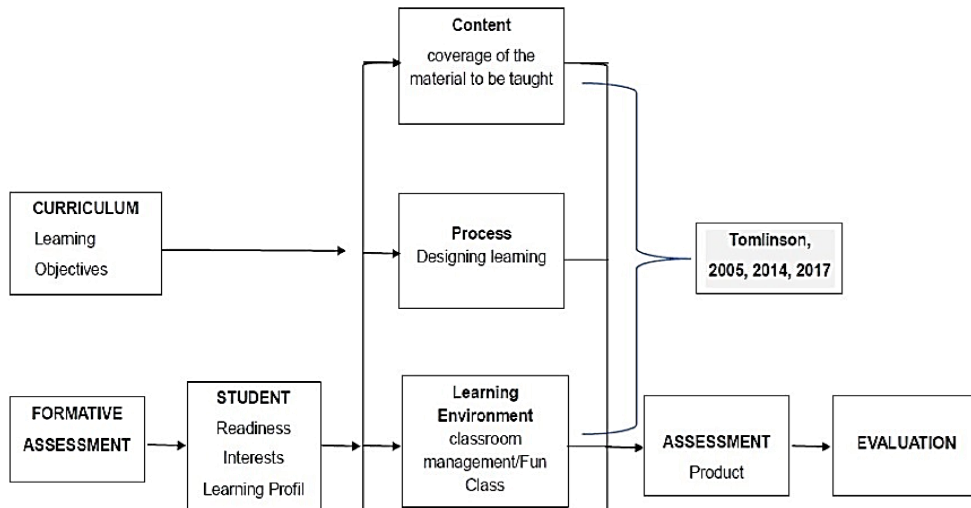 Content
coverage of the
material to be taught
CURRICULUM
Learning
Objectives
Process
Designing learning
Tomlinson,
2005, 2014, 2017
FORMATIVE
ASSESSMENT
STUDENT
Readiness
Interests
Learning Profil
Learning
Environment
classroom
management/Fun
Class
ASSESSMENT
Product
EVALUATION